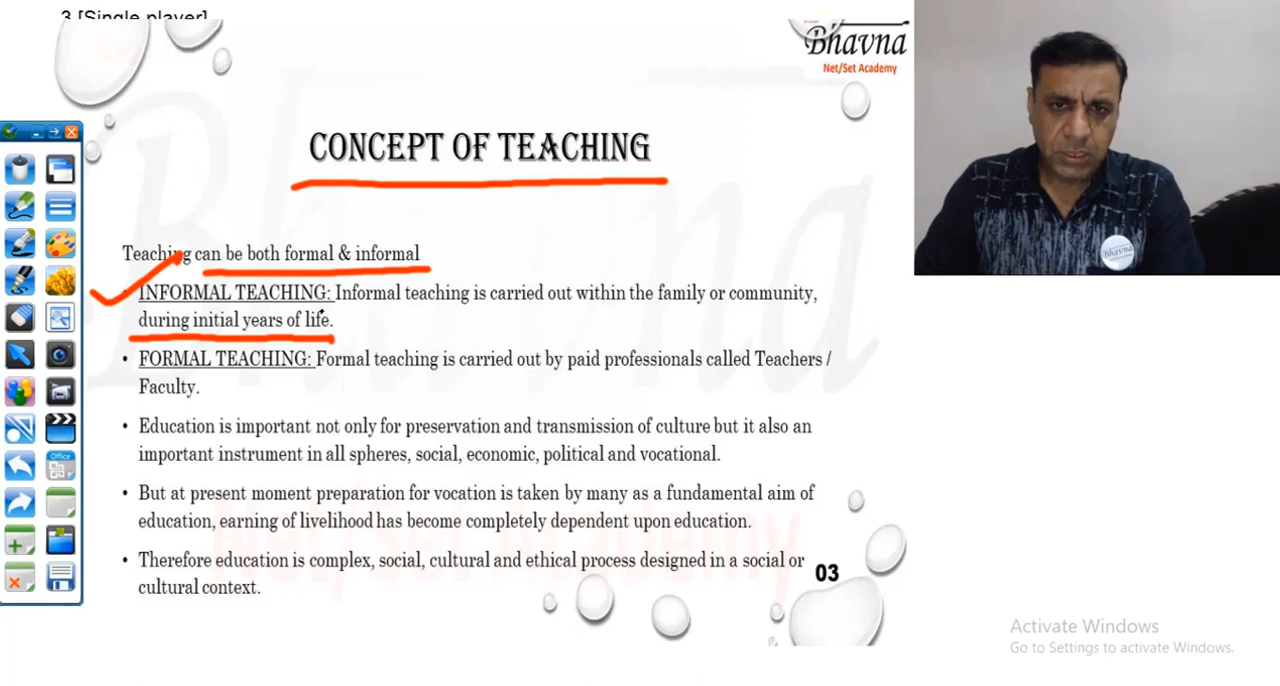 3 [Single player]
Bhavna
Net/Set Academy
CONCEPT OF TEACHING
Teaching can be both formal & informal
INFORMAL TEACHING: Informal teaching is carried out within the family or community,
during initial years of life.
• FORMAL TEACHING: Formal teaching is carried out by paid professionals called Teachers /
Faculty.
• Education is important not only for preservation and transmission of culture but it also an
important instrument in all spheres, social, economic, political and vocational.
• But at present moment preparation for vocation is taken by many as a fundamental aim of
education, earning of livelihood has become completely dependent upon education.
• Therefore education is complex, social, cultural and ethical process designed in a social or
cultural context.
03
Bhavna
Net/Set Academy
Bhavna
Office
Activate Windows
Go to Settings to activate Windows.